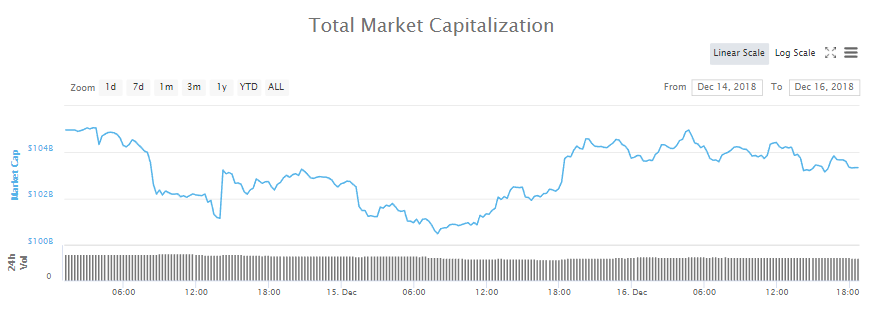 Total Market Capitalization
Linear Scale Log Scale
Zoom 1d 7d 1m 3m 1y YTD ALL From Dec 14, 2018 To Dec 16, 2018
Market Cap
$104B
$102B
$100B
24h
Vol
0
06:00 12:00 18:00 15. Dec 06:00 12:00 18:00 16. Dec 06:00 12:00 18:00